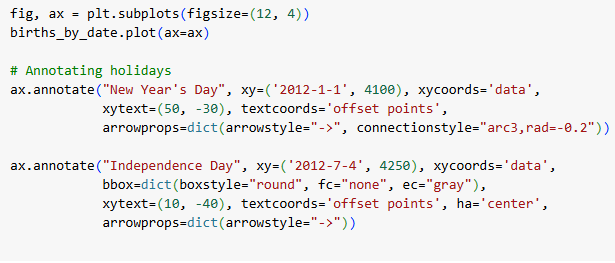 fig, ax = plt.subplots(figsize=(12, 4))
births_by_date.plot(ax=ax)
# Annotating holidays
ax.annotate("New Year's Day", xy=('2012-1-1', 4100), xycoords='data',
            xytext=(50, -30), textcoords='offset points',
            arrowprops=dict(arrowstyle="->", connectionstyle="arc3,rad=-0.2"))
ax.annotate("Independence Day", xy=('2012-7-4', 4250), xycoords='data',
            bbox=dict(boxstyle="round", fc="none", ec="gray"),
            xytext=(10, -40), textcoords='offset points', ha='center',
            arrowprops=dict(arrowstyle="->"))